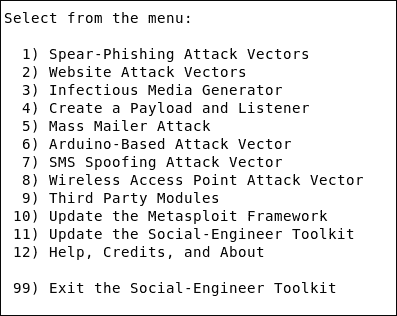 Select from the menu:
1) Spear-Phishing Attack Vectors
2) Website Attack Vectors
3) Infectious Media Generator
4) Create a Payload and Listener
5) Mass Mailer Attack
6) Arduino-Based Attack Vector
7) SMS Spoofing Attack Vector
8) Wireless Access Point Attack Vector
9) Third Party Modules
10) Update the Metasploit Framework
11) Update the Social-Engineer Toolkit
12) Help, Credits, and About
99) Exit the Social-Engineer Toolkit